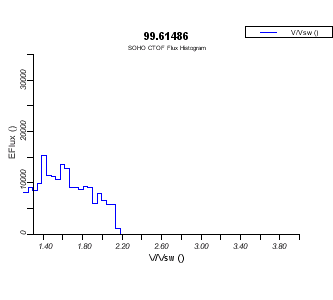 99.61486
SOHO CTOF Flux Histogram
V/Vsw ()
EFlux ()
30000
20000
10000
0
1.40 1.80 2.20 2.60 3.00 3.40 3.80
V/Vsw ()